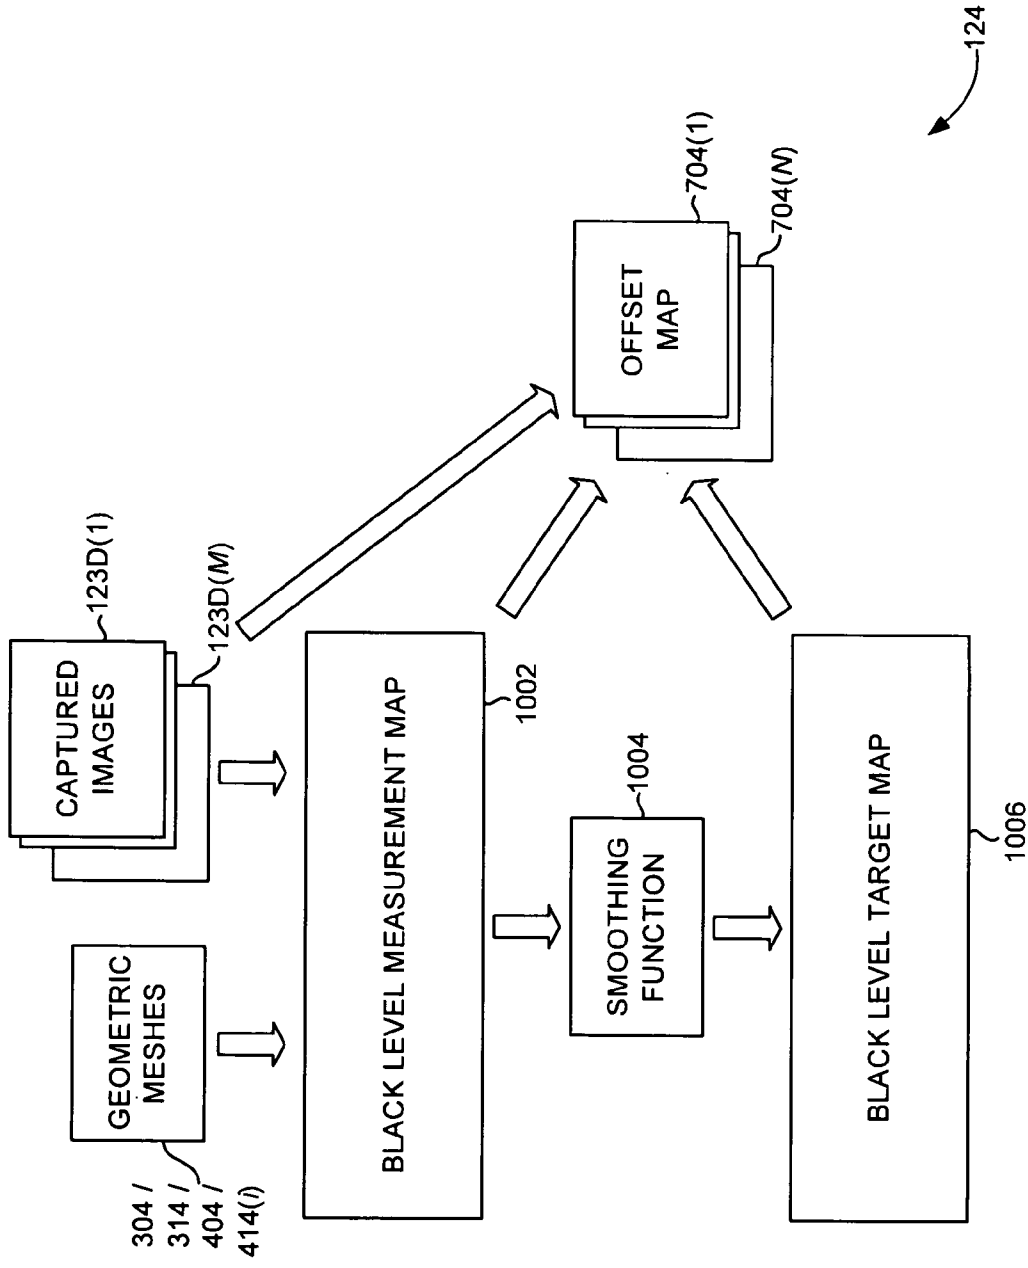 124
GEOMETRIC
MESHES
304 /
314 /
404 /
414(i)
CAPTURED
IMAGES
123D(1)
123D(M)
BLACK LEVEL MEASUREMENT MAP
1002
SMOOTHING
FUNCTION
1004
BLACK LEVEL TARGET MAP
1006
OFFSET
MAP
704(1)
704(N)